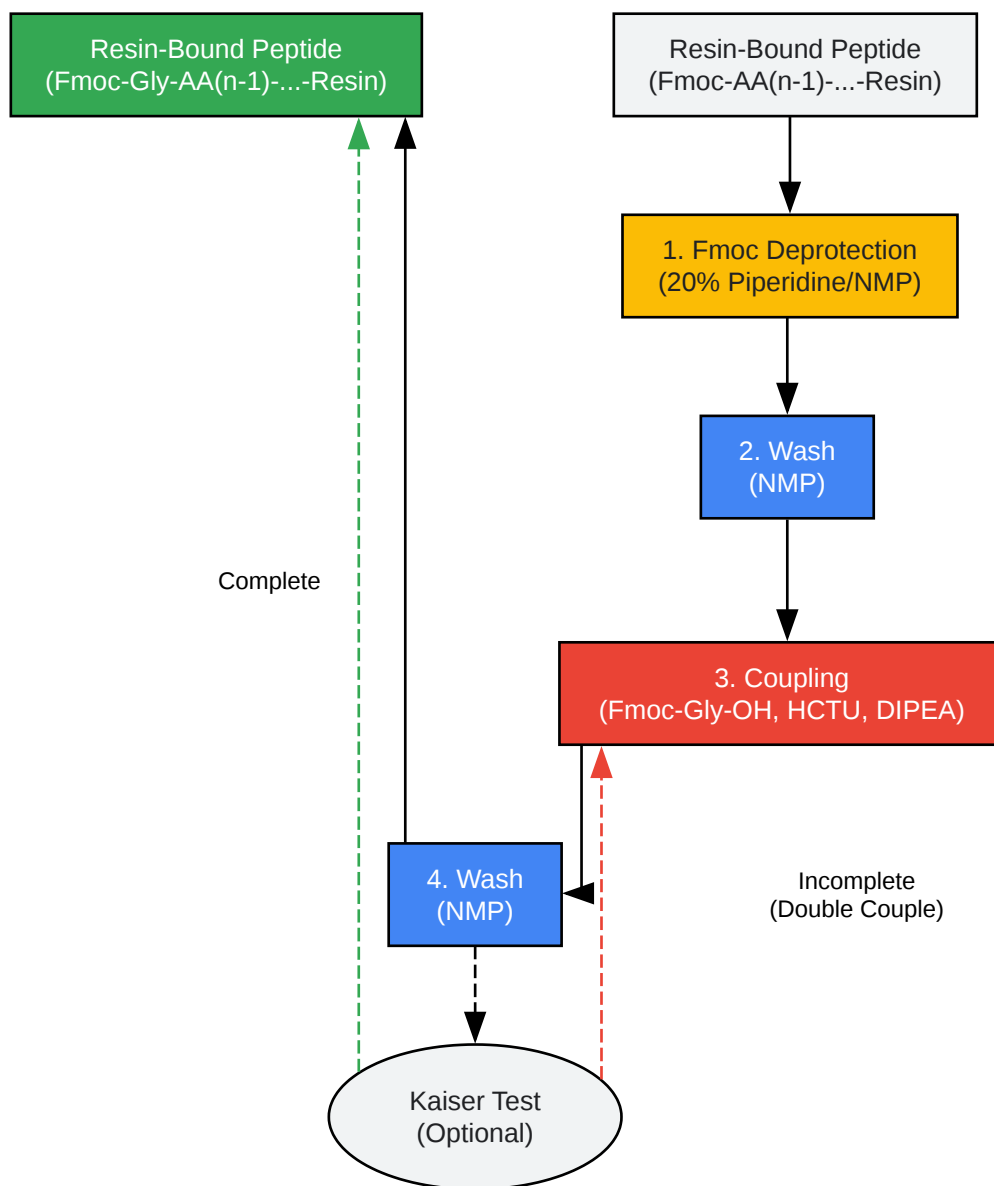 Resin-Bound Peptide
(Fmoc-Gly-AA(n-1)-...-Resin)
Resin-Bound Peptide
(Fmoc-AA(n-1)-...-Resin)
1. Fmoc Deprotection
(20% Piperidine/NMP)
2. Wash
(NMP)
Complete
3. Coupling
(Fmoc-Gly-OH, HCTU, DIPEA)
4. Wash
(NMP)
Incomplete
(Double Couple)
Kaiser Test
(Optional)